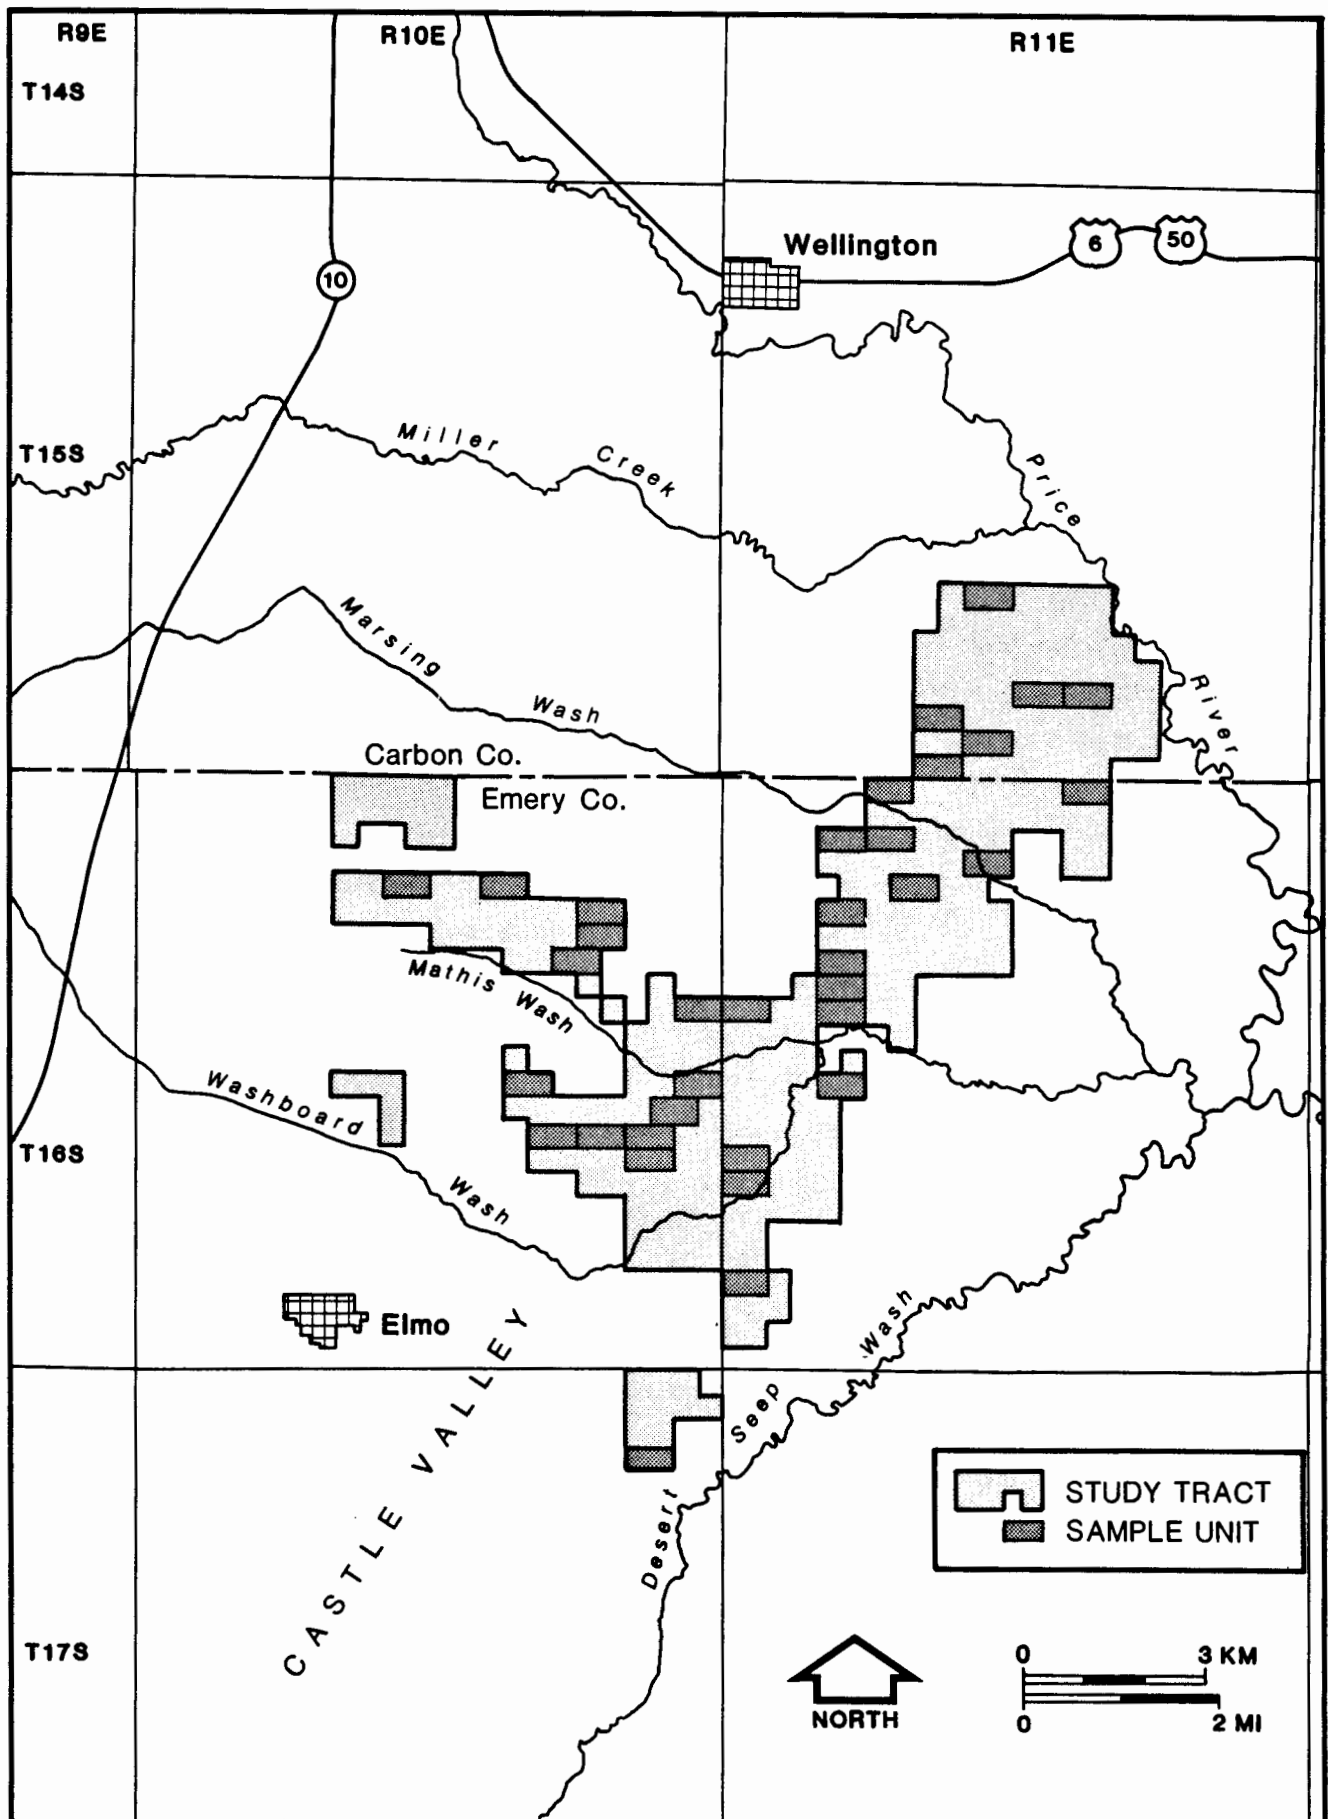 R9E
R10E
R11E
T14S
Wellington
6
50
10
T15S
Miller Creek
Price River
Marsing Wash
Carbon Co.
Emery Co.
Mathis Wash
Washboard Wash
T16S
Elmo
CASTLE VALLEY
Desert Seep Wash
STUDY TRACT
SAMPLE UNIT
T17S
NORTH
0 3 KM
0 2 MI